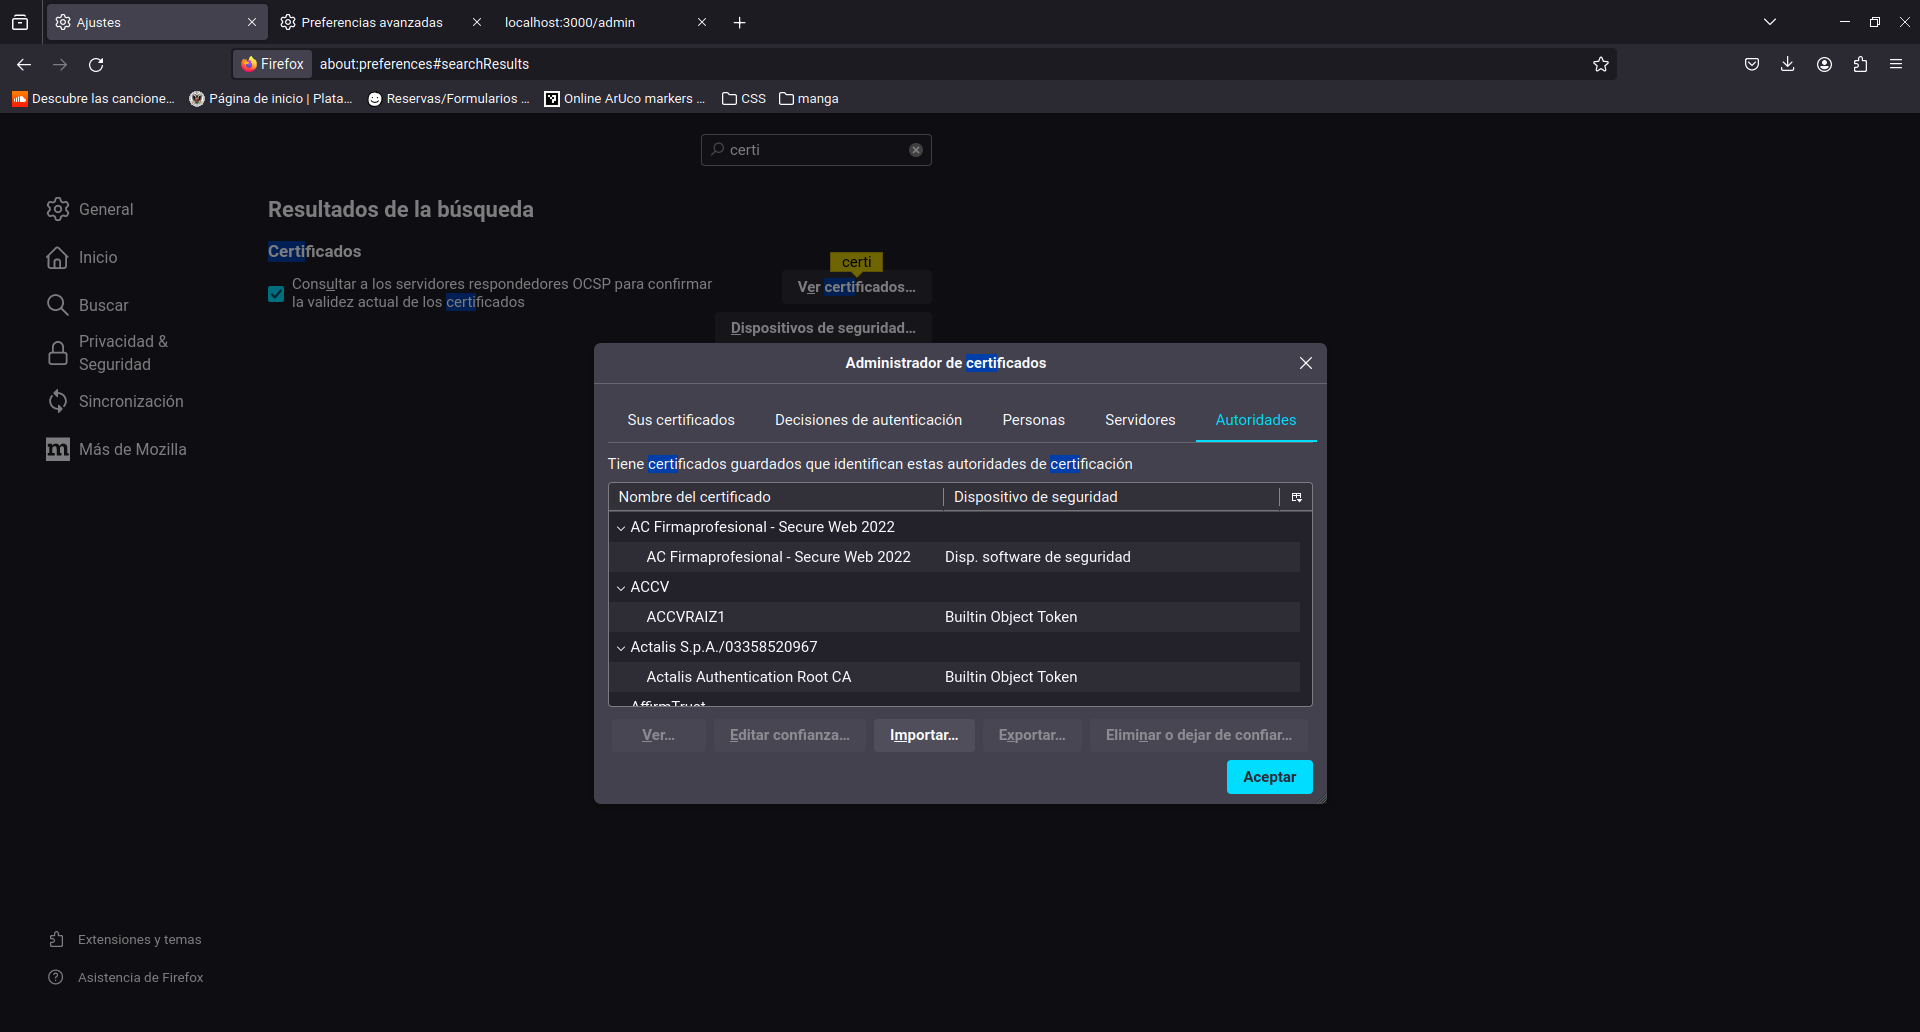 Ajustes
Preferencias avanzadas
localhost:3000/admin
Firefox
about:preferences#searchResults
Descubre las cancione...
Página de inicio | Plata...
Reservas/Formularios ...
Online ArUco markers ...
CSS
manga
certi
General
Inicio
Buscar
Privacidad &
Seguridad
Sincronización
Más de Mozilla
Resultados de la búsqueda
Certificados
Consultar a los servidores respondedores OCSP para confirmar
la validez actual de los certificados
certi
Ver certificados...
Dispositivos de seguridad...
Administrador de certificados
Sus certificados
Decisiones de autenticación
Personas
Servidores
Autoridades
Tiene certificados guardados que identifican estas autoridades de certificación
Nombre del certificado
Dispositivo de seguridad
AC Firmaprofesional - Secure Web 2022
AC Firmaprofesional - Secure Web 2022
Disp. software de seguridad
ACCV
ACCVRAIZ1
Builtin Object Token
Actalis S.p.A./03358520967
Actalis Authentication Root CA
Builtin Object Token
AffirmTrust
Ver...
Editar confianza...
Importar...
Exportar...
Eliminar o dejar de confiar...
Aceptar
Extensiones y temas
Asistencia de Firefox